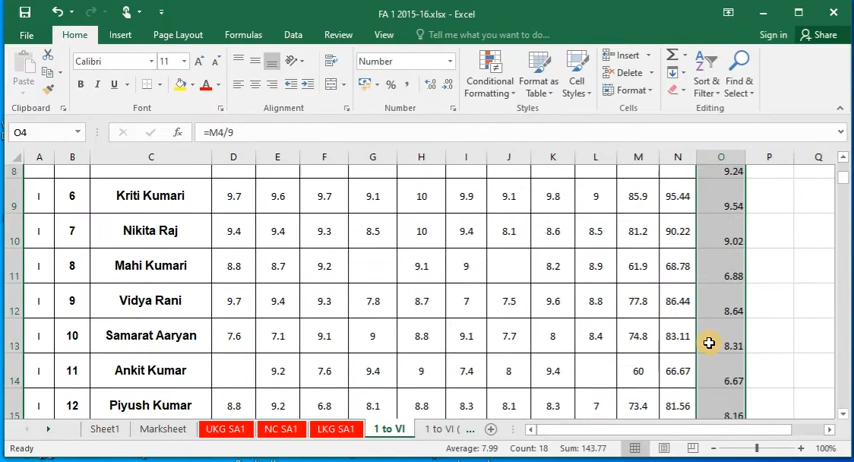 FA 1 2015-16.xlsx - Excel
File Home Insert Page Layout Formulas Data Review View Tell me what you want to do... Sign in Share
Paste Calibri 11 Number Conditional Formatting Format as Table Cell Styles Insert Delete Format Sort & Filter Find & Select
B I U A A A
Clipboard Font Alignment Number Styles Cells Editing
O4 fx =M4/9
A B C D E F G H I J K L M N O P Q
8 9.24
9 I 6 Kriti Kumari 9.7 9.6 9.7 9.1 10 9.9 9.1 9.8 9 85.9 95.44 9.54
10 I 7 Nikita Raj 9.4 9.4 9.3 8.5 10 9.4 8.1 8.6 8.5 81.2 90.22 9.02
11 I 8 Mahi Kumari 8.8 8.7 9.2 9.1 9 8.2 8.9 61.9 68.78 6.88
12 I 9 Vidya Rani 9.7 9.4 9.3 7.8 8.7 7 7.5 9.6 8.8 77.8 86.44 8.64
13 I 10 Samarat Aaryan 7.6 7.1 9.1 9 8.8 9.1 7.7 8 8.4 74.8 83.11 8.31
14 I 11 Ankit Kumar 9.2 7.6 9.4 9 7.4 8 9.4 60 66.67 6.67
15 I 12 Piyush Kumar 8.8 9.2 6.8 8.1 8.8 8.3 8.1 8.3 7 73.4 81.56 8.16
Sheet1 Marksheet UKG SA1 NC SA1 LKG SA1 1 to VI 1 to VI ( ...
Ready Average: 7.99 Count: 18 Sum: 143.77 100%